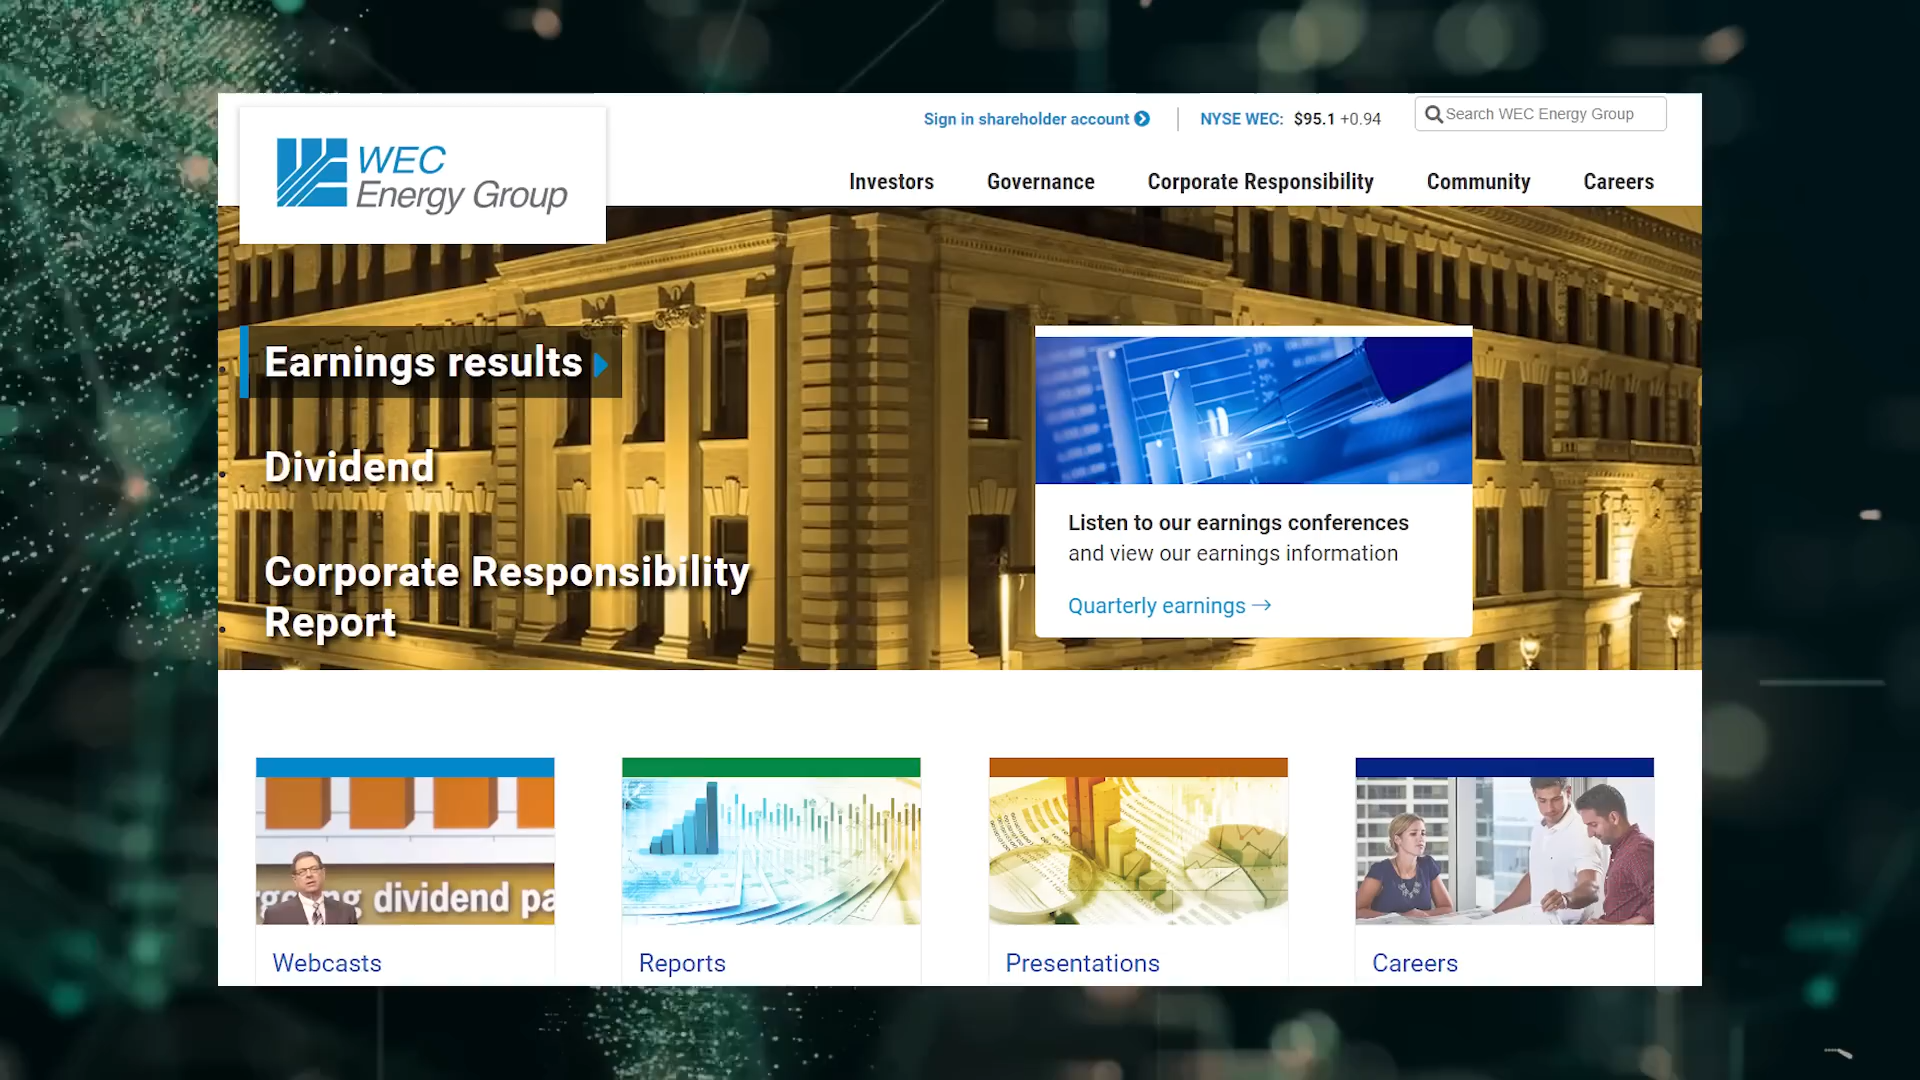 Sign in shareholder account
NYSE WEC: $95.1 +0.94
Search WEC Energy Group
WEC
Energy Group
Investors
Governance
Corporate Responsibility
Community
Careers
Earnings results
Dividend
Corporate Responsibility
Report
Listen to our earnings conferences
and view our earnings information
Quarterly earnings →
dividend pa
Webcasts
Reports
Presentations
Careers